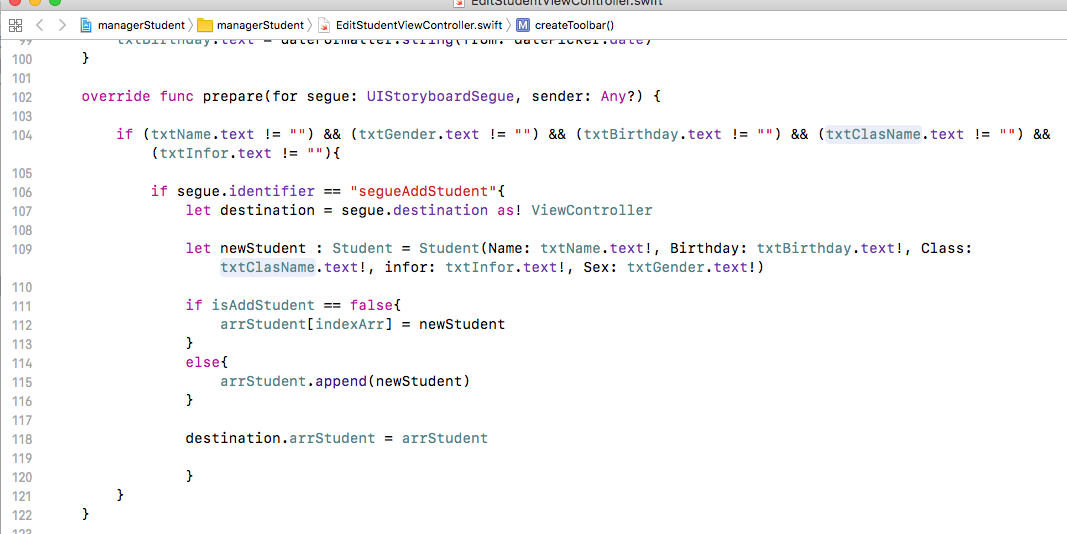 EditStudentViewController.swift
managerStudent managerStudent EditStudentViewController.swift M createToolbar()
99 txtBirthday.text = dateFormatter.string(from: datePicker.date)
100 }
101
102 override func prepare(for segue: UIStoryboardSegue, sender: Any?) {
103
104 if (txtName.text != "") && (txtGender.text != "") && (txtBirthday.text != "") && (txtClasName.text != "") &&
(txtInfor.text != ""){
105
106 if segue.identifier == "segueAddStudent"{
107 let destination = segue.destination as! ViewController
108
109 let newStudent : Student = Student(Name: txtName.text!, Birthday: txtBirthday.text!, Class:
txtClasName.text!, infor: txtInfor.text!, Sex: txtGender.text!)
110
111 if isAddStudent == false{
112 arrStudent[indexArr] = newStudent
113 }
114 else{
115 arrStudent.append(newStudent)
116 }
117
118 destination.arrStudent = arrStudent
119
120 }
121 }
122 }
123